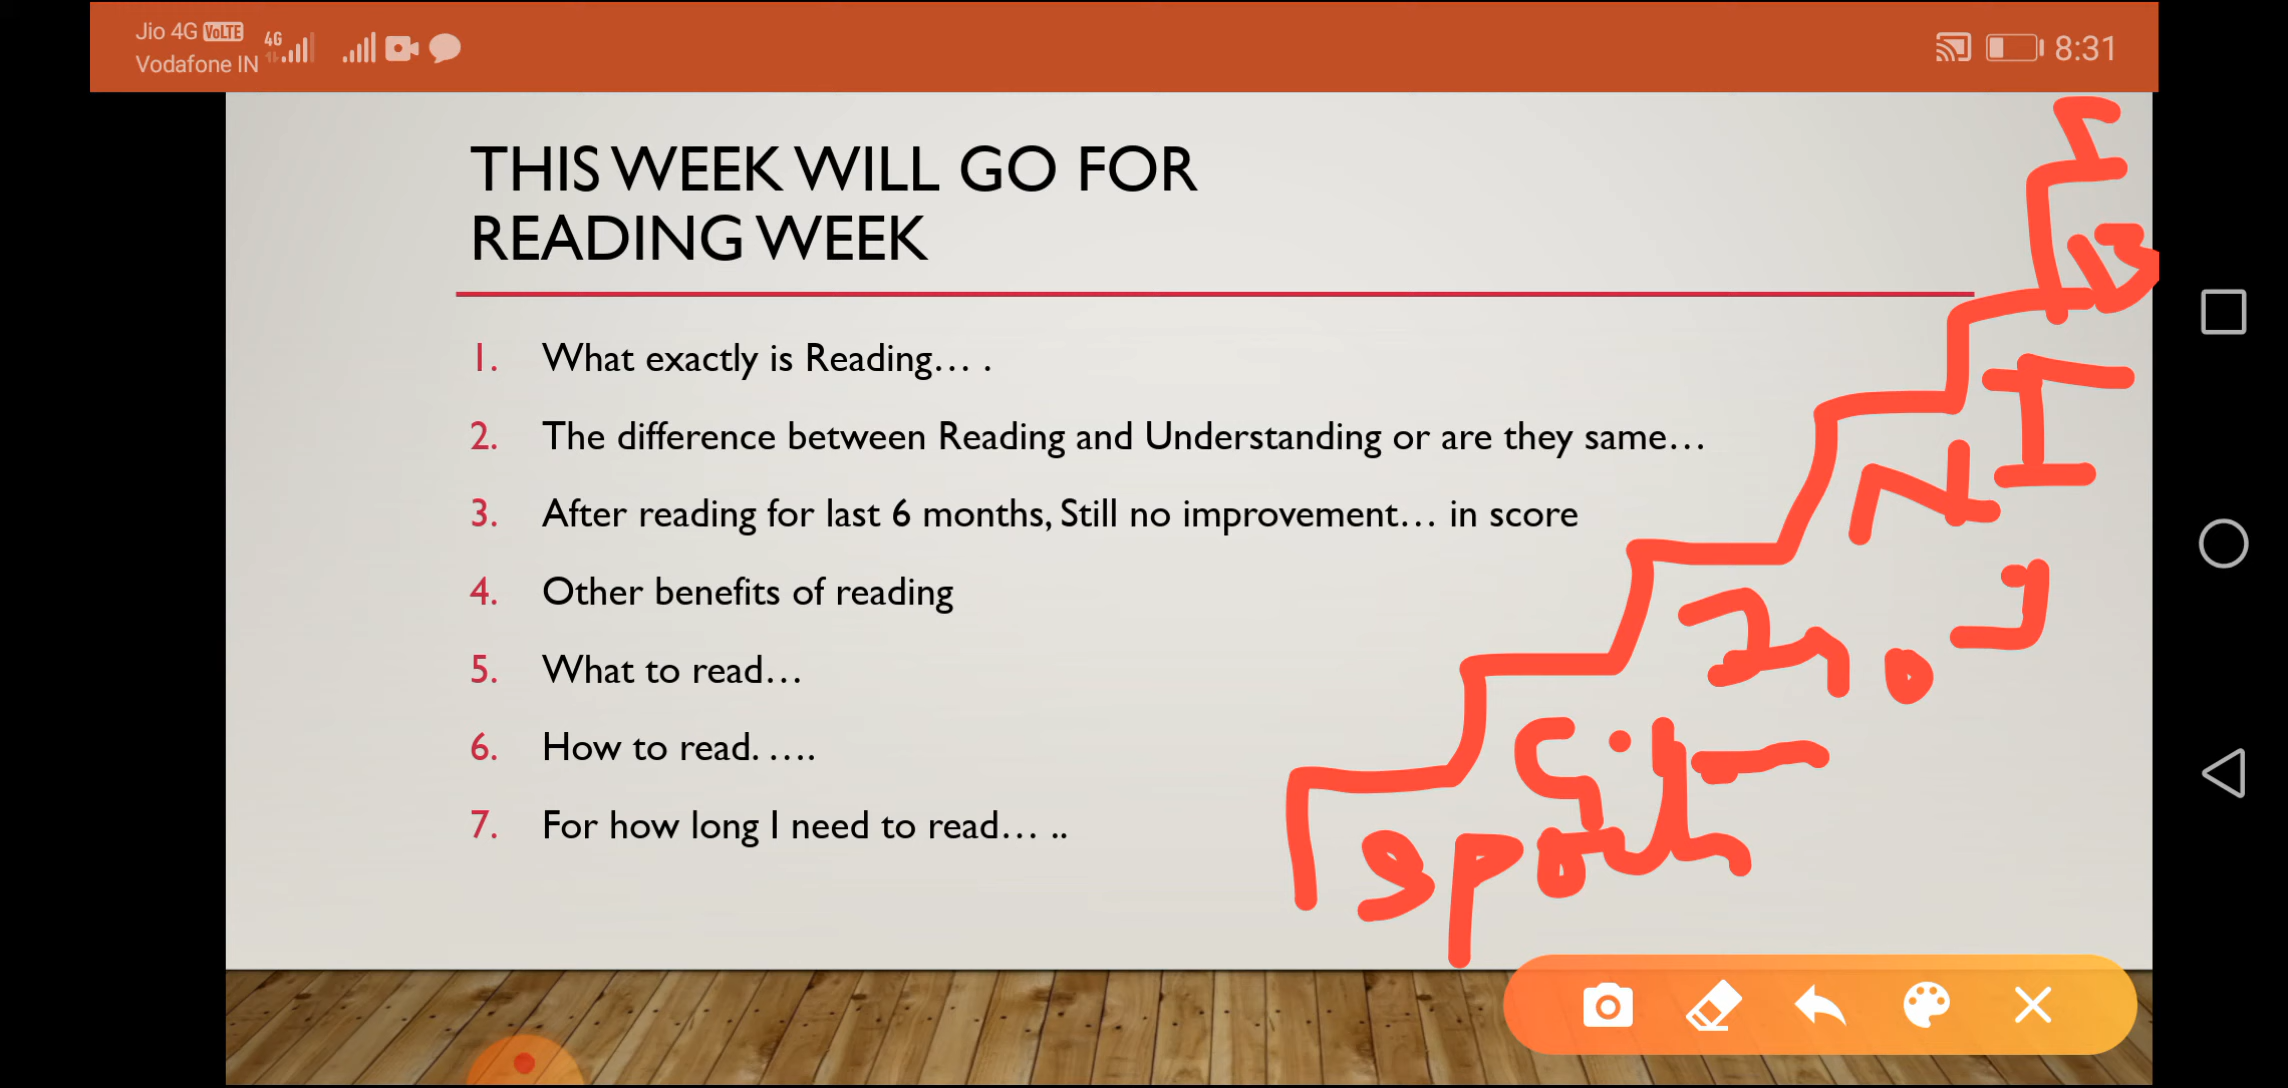 Jio 4G VoLTE
Vodafone IN
4G
8:31
THIS WEEK WILL GO FOR
READING WEEK
1. What exactly is Reading… .
2. The difference between Reading and Understanding or are they same…
3. After reading for last 6 months, Still no improvement… in score
4. Other benefits of reading
5. What to read…
6. How to read. ….
7. For how long I need to read… ..